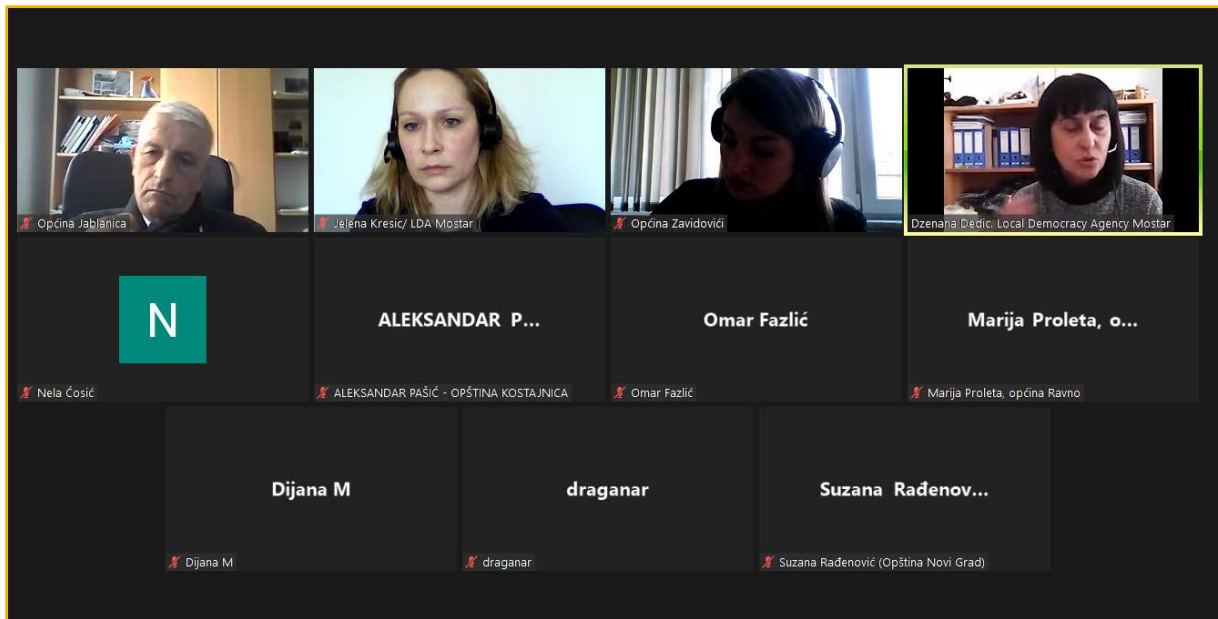 Općina Jablanica
Jelena Kresic/ LDA Mostar
Općina Zavidovići
Dzenana Dedic. Local Democracy Agency Mostar
N
ALEKSANDAR P...
Omar Fazlić
Marija Proleta, o...
Nela Ćosić
ALEKSANDAR PAŠIĆ - OPŠTINA KOSTAJNICA
Omar Fazlić
Marija Proleta, općina Ravno
Dijana M
draganar
Suzana Rađenov...
Dijana M
draganar
Suzana Rađenović (Opština Novi Grad)